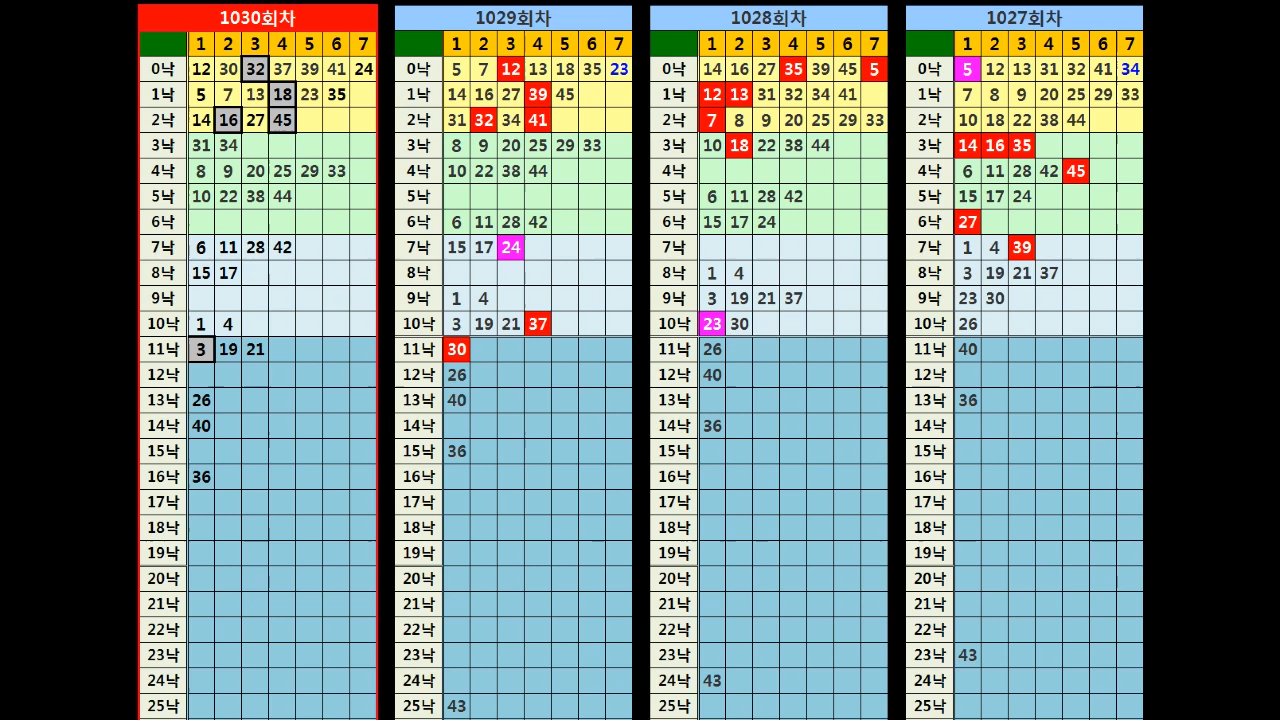 1030회차 1029회차 1028회차 1027회차
1 2 3 4 5 6 7 1 2 3 4 5 6 7 1 2 3 4 5 6 7 1 2 3 4 5 6 7
0낙 12 30 32 37 39 41 24 0낙 5 7 12 13 18 35 23 0낙 14 16 27 35 39 45 5 0낙 5 12 13 31 32 41 34
1낙 5 7 13 18 23 35 1낙 14 16 27 39 45 1낙 12 13 31 32 34 41 1낙 7 8 9 20 25 29 33
2낙 14 16 27 45 2낙 31 32 34 41 2낙 7 8 9 20 25 29 33 2낙 10 18 22 38 44
3낙 31 34 3낙 8 9 20 25 29 33 3낙 10 18 22 38 44 3낙 14 16 35
4낙 8 9 20 25 29 33 4낙 10 22 38 44 4낙 4낙 6 11 28 42 45
5낙 10 22 38 44 5낙 5낙 6 11 28 42 5낙 15 17 24
6낙 6낙 6 11 28 42 6낙 15 17 24 6낙 27
7낙 6 11 28 42 7낙 15 17 24 7낙 7낙 1 4 39
8낙 15 17 8낙 8낙 1 4 8낙 3 19 21 37
9낙 9낙 1 4 9낙 3 19 21 37 9낙 23 30
10낙 1 4 10낙 3 19 21 37 10낙 23 30 10낙 26
11낙 3 19 21 11낙 30 11낙 26 11낙 40
12낙 12낙 26 12낙 40 12낙
13낙 26 13낙 40 13낙 13낙 36
14낙 40 14낙 14낙 36 14낙
15낙 15낙 36 15낙 15낙
16낙 36 16낙 16낙 16낙
17낙 17낙 17낙 17낙
18낙 18낙 18낙 18낙
19낙 19낙 19낙 19낙
20낙 20낙 20낙 20낙
21낙 21낙 21낙 21낙
22낙 22낙 22낙 22낙
23낙 23낙 23낙 23낙 43
24낙 24낙 24낙 43 24낙
25낙 25낙 43 25낙 25낙